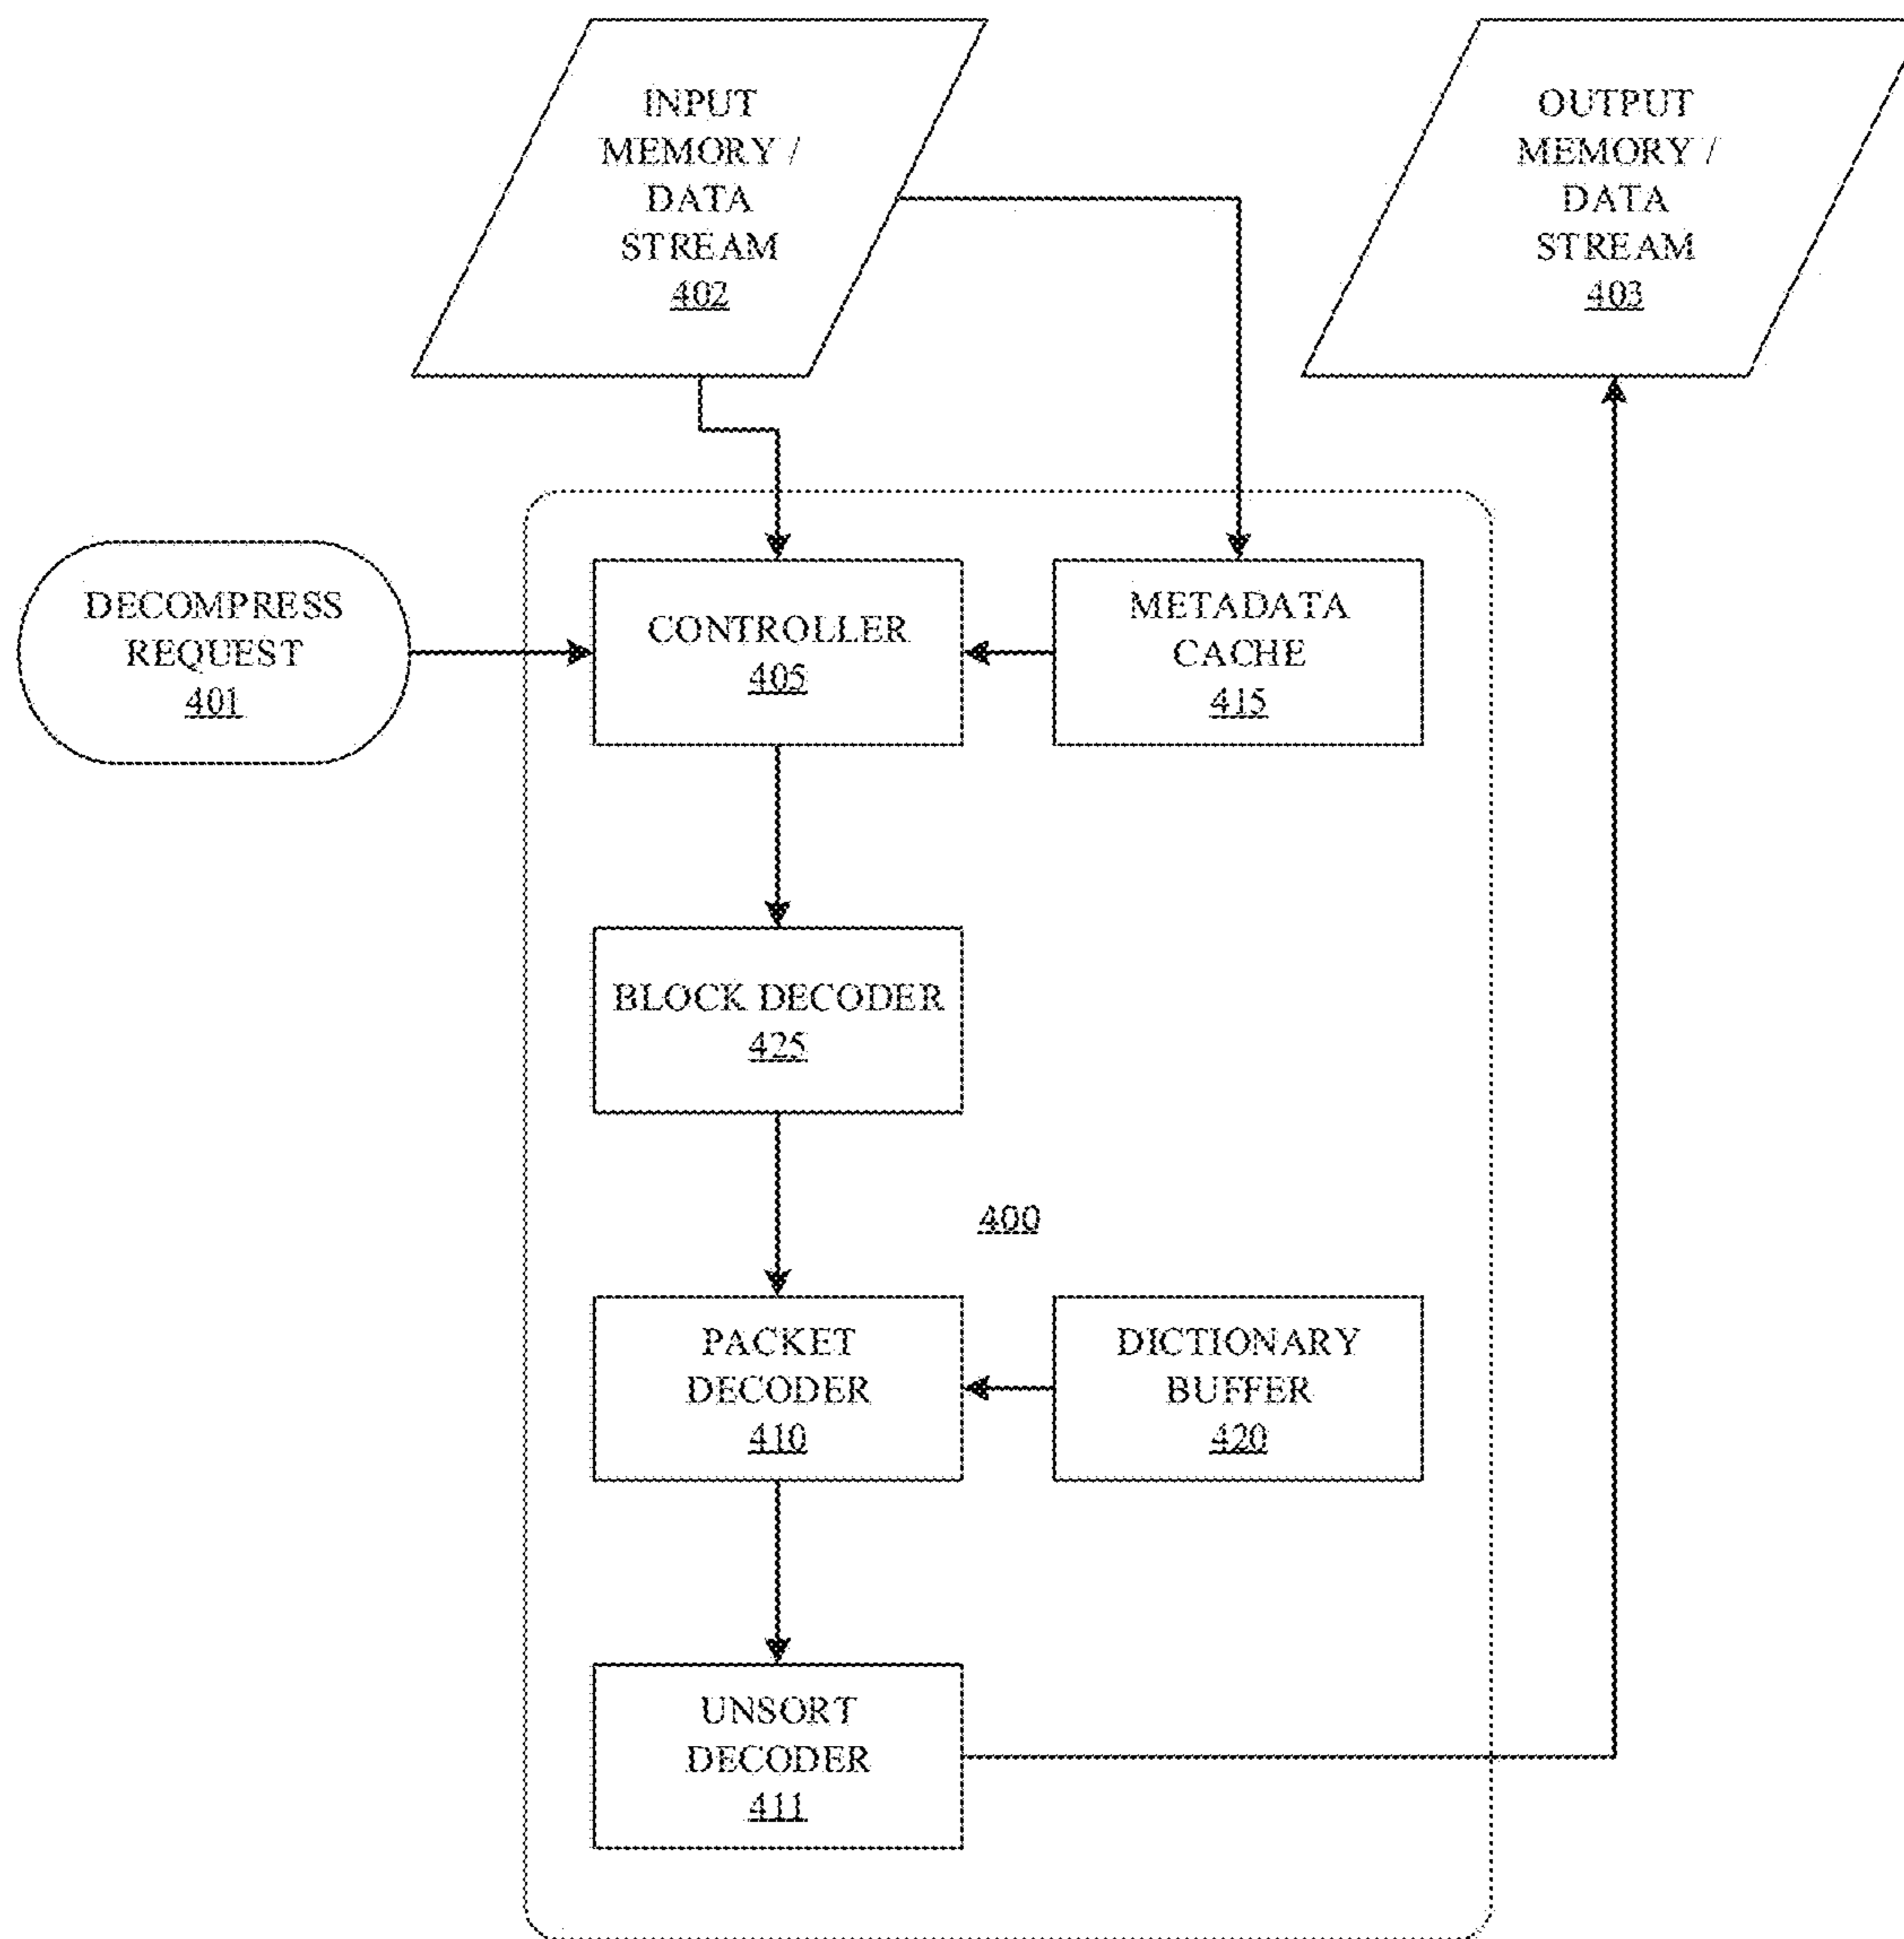 INPUT
MEMORY /
DATA
STREAM
402
OUTPUT
MEMORY /
DATA
STREAM
403
DECOMPRESS
REQUEST
401
CONTROLLER
405
METADATA
CACHE
415
BLOCK DECODER
425
400
PACKET
DECODER
410
DICTIONARY
BUFFER
420
UNSORT
DECODER
411